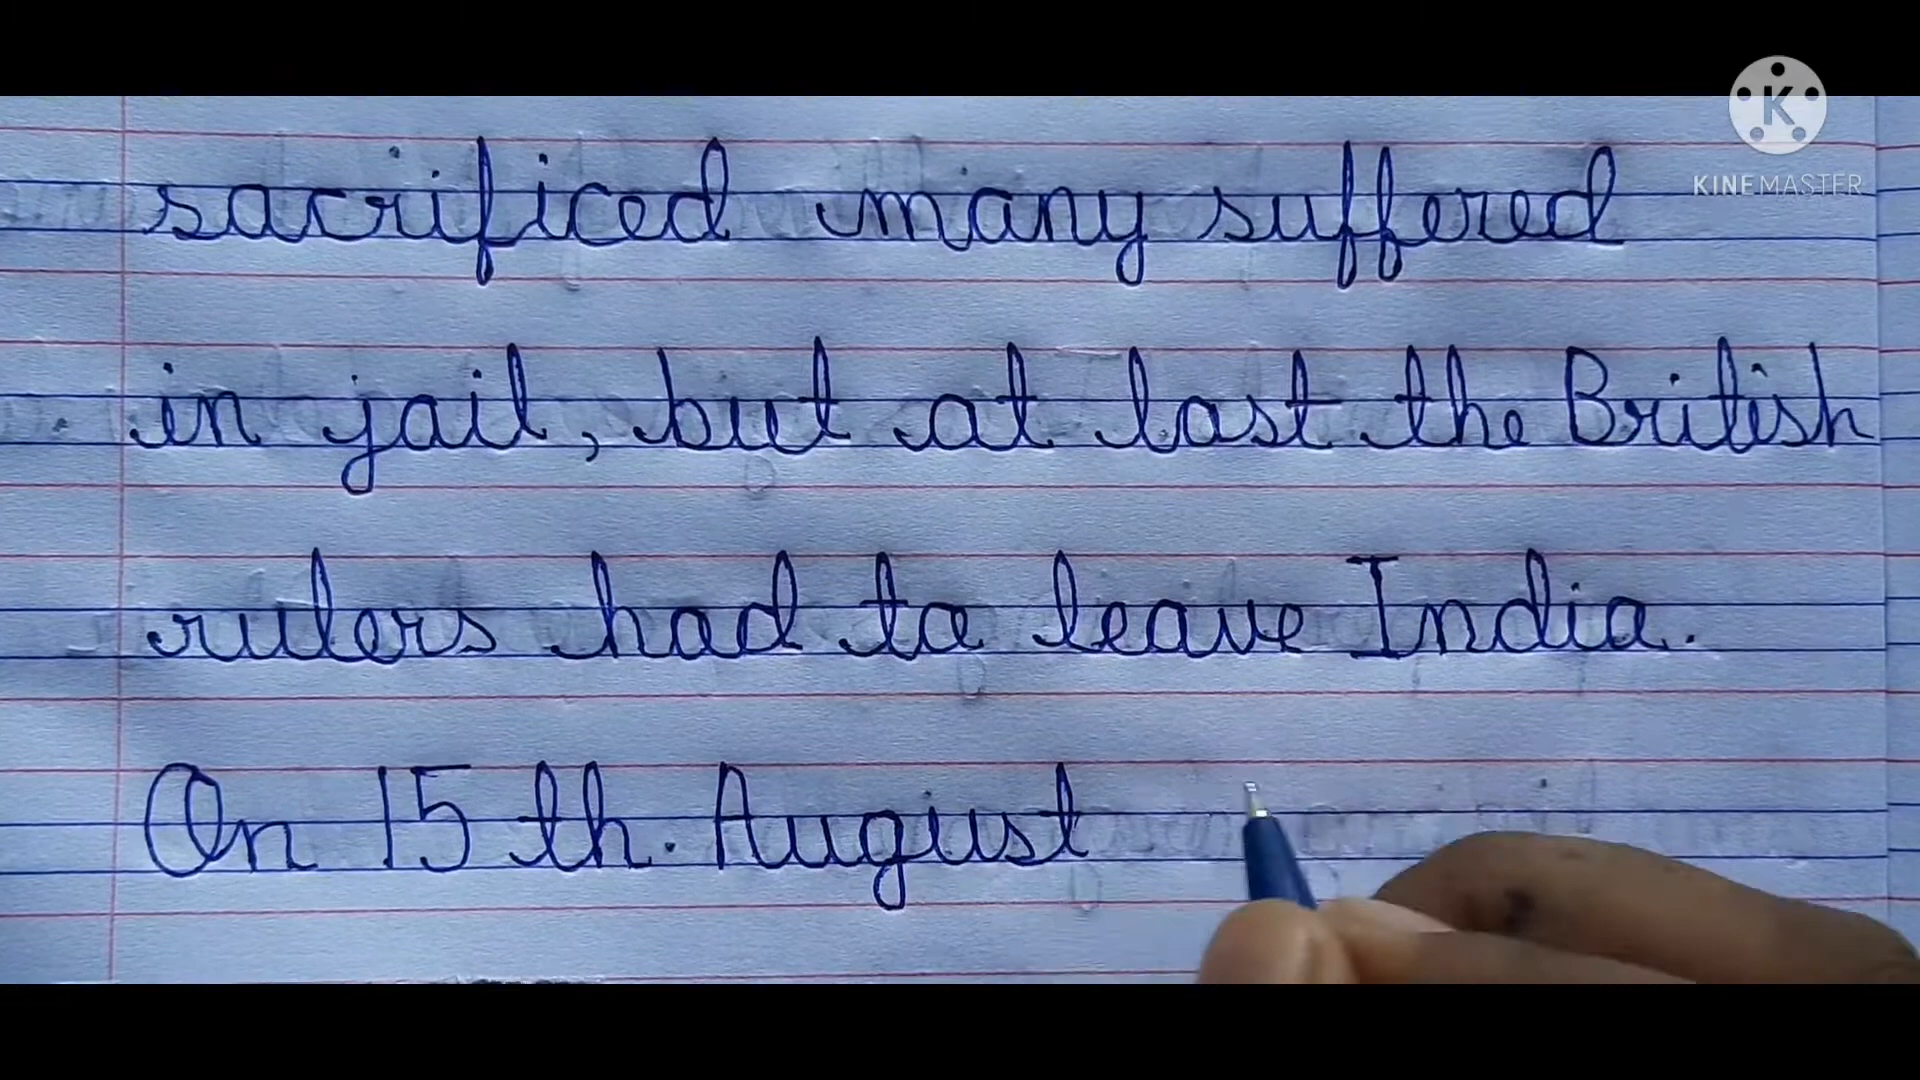 KINEMASTER
sacrificed many suffered
in jail, but at last the British
rulers had to leave India.
On 15 th. August